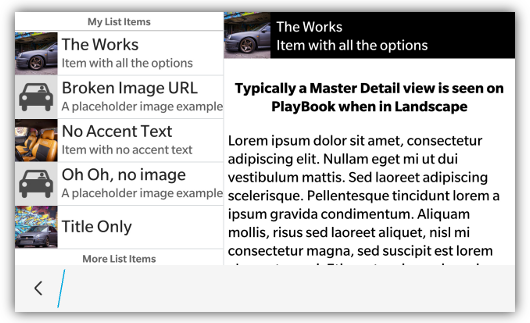 My List Items
The Works
Item with all the options
Broken Image URL
A placeholder image example
No Accent Text
Item with no accent text
Oh Oh, no image
A placeholder image example
Title Only
More List Items
The Works
Item with all the options
Typically a Master Detail view is seen on
PlayBook when in Landscape
Lorem ipsum dolor sit amet, consectetur
adipiscing elit. Nullam eget mi ut dui
vestibulum mattis. Sed laoreet adipiscing
scelerisque. Pellentesque tincidunt lorem a
ipsum gravida condimentum. Aliquam
mollis, risus sed laoreet aliquet, nisl mi
consectetur magna, sed suscipit est lorem